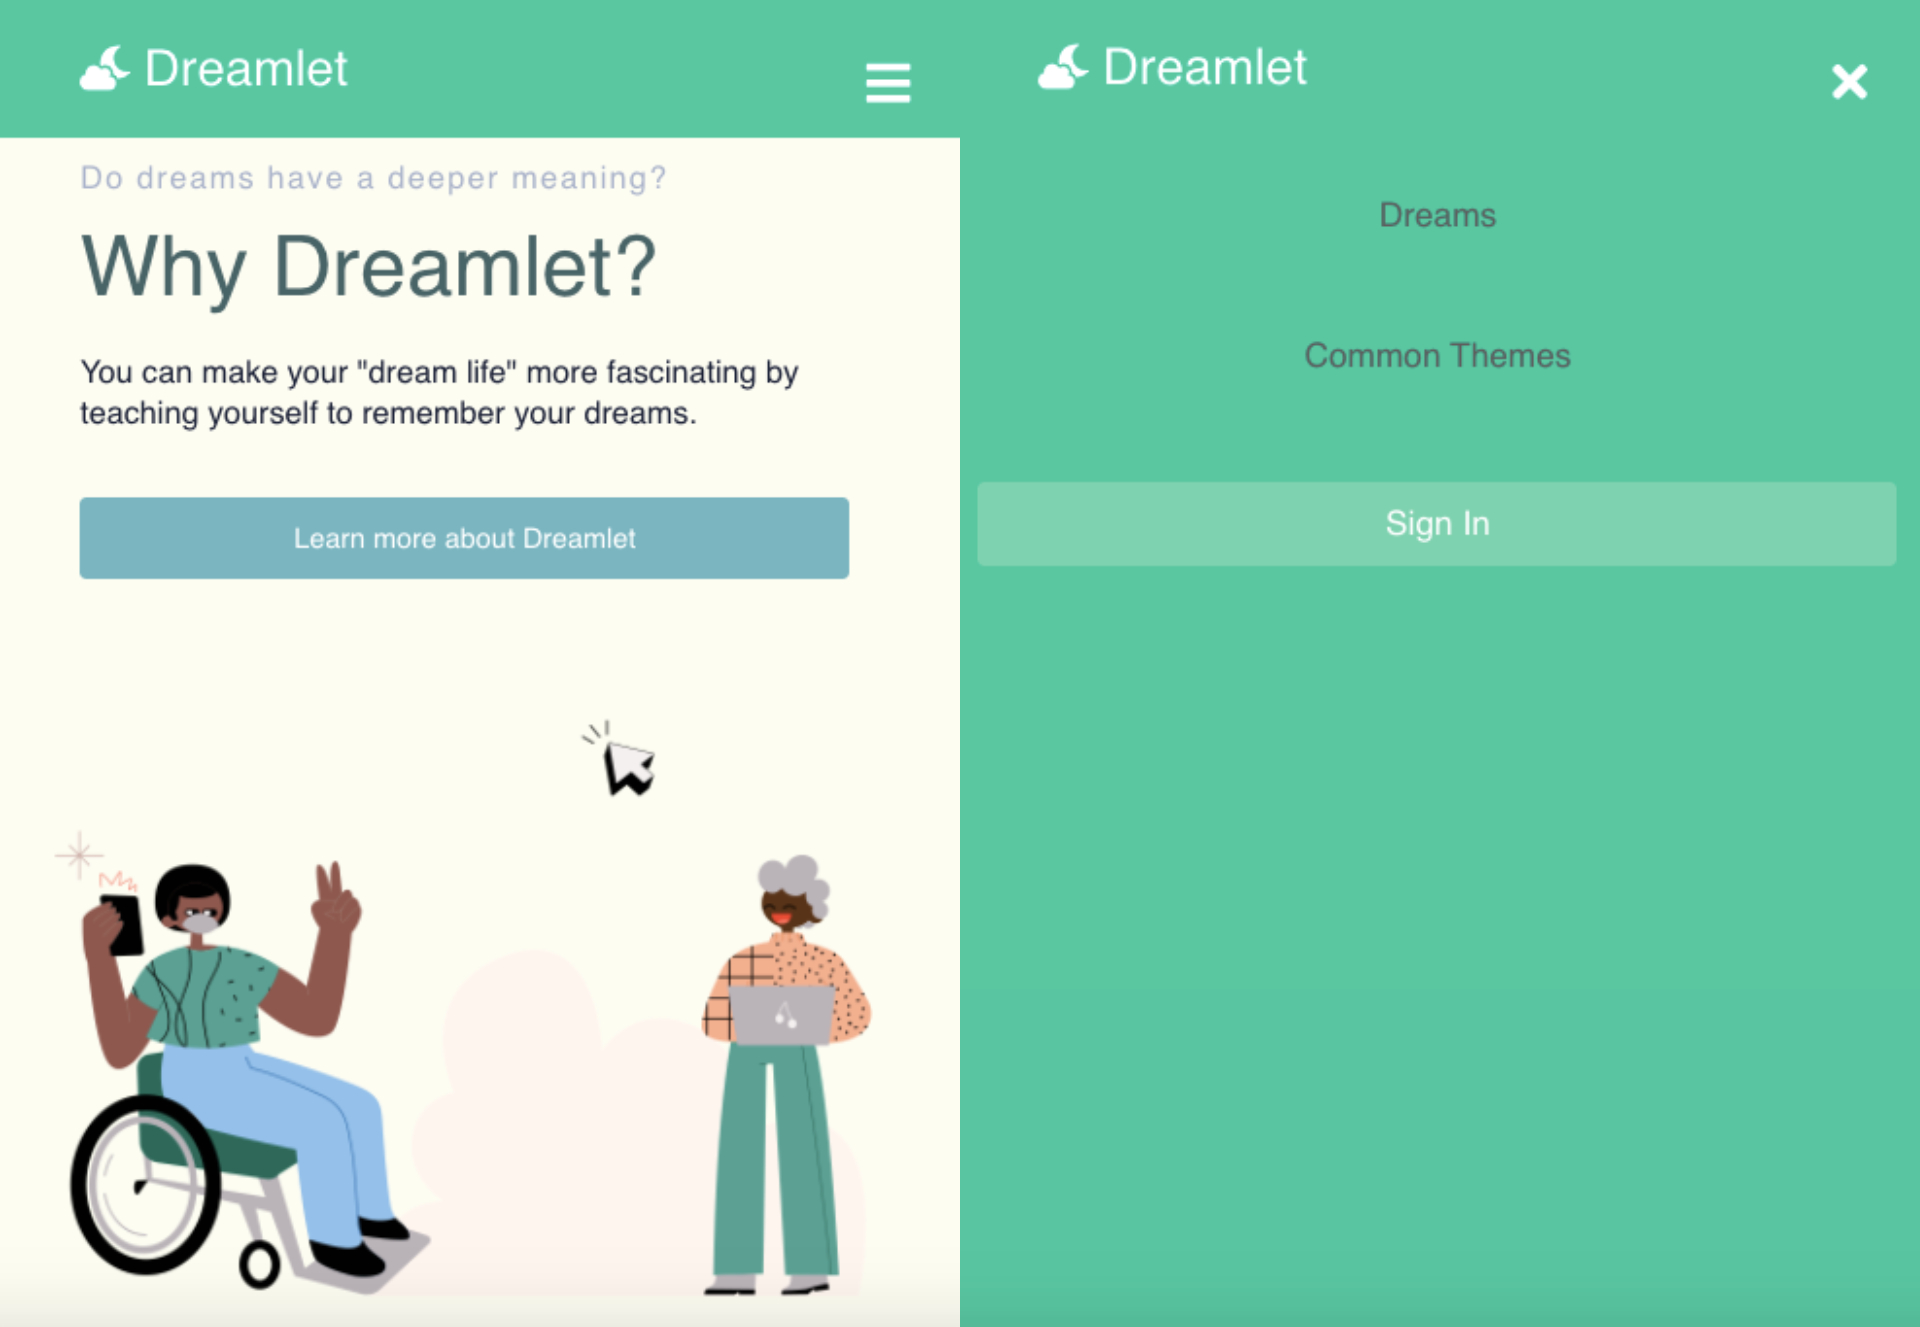 Dreamlet
Do dreams have a deeper meaning?
Why Dreamlet?
You can make your "dream life" more fascinating by
teaching yourself to remember your dreams.
Learn more about Dreamlet
Dreamlet
Dreams
Common Themes
Sign In